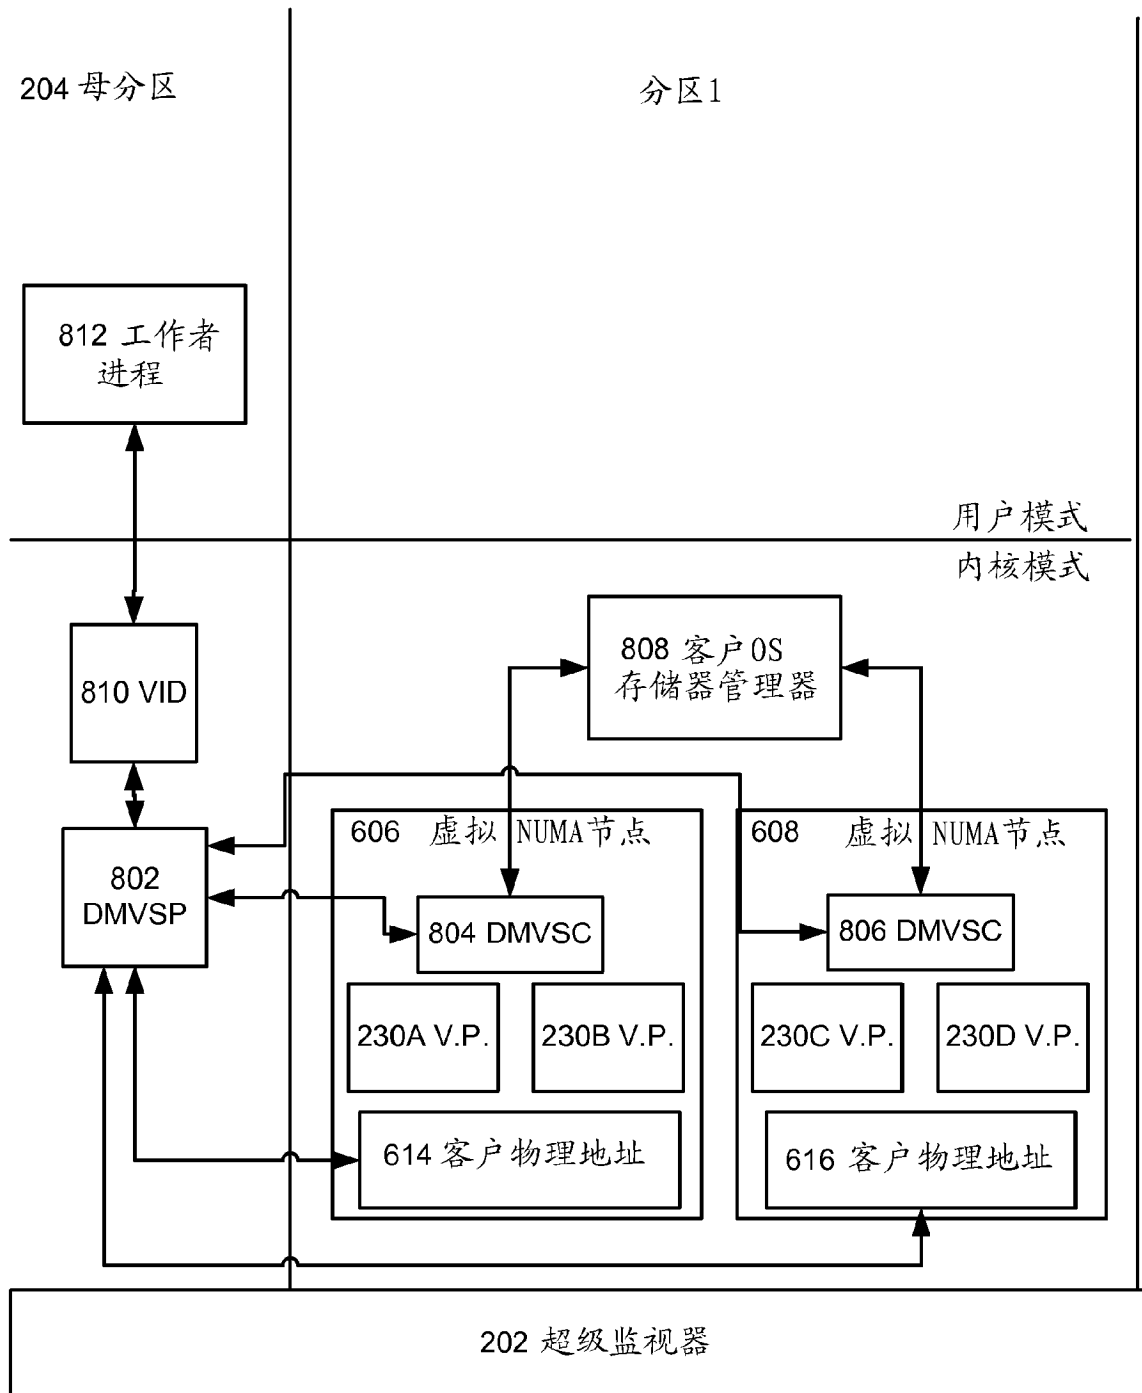 204 母分区
分区1
812 工作者
进程
用户模式
内核模式
808 客户OS
存储器管理器
810 VID
606 虚拟 NUMA节点
608 虚拟 NUMA节点
802
DMVSP
804 DMVSC
806 DMVSC
230A V.P.
230B V.P.
230C V.P.
230D V.P.
614 客户物理地址
616 客户物理地址
202 超级监视器